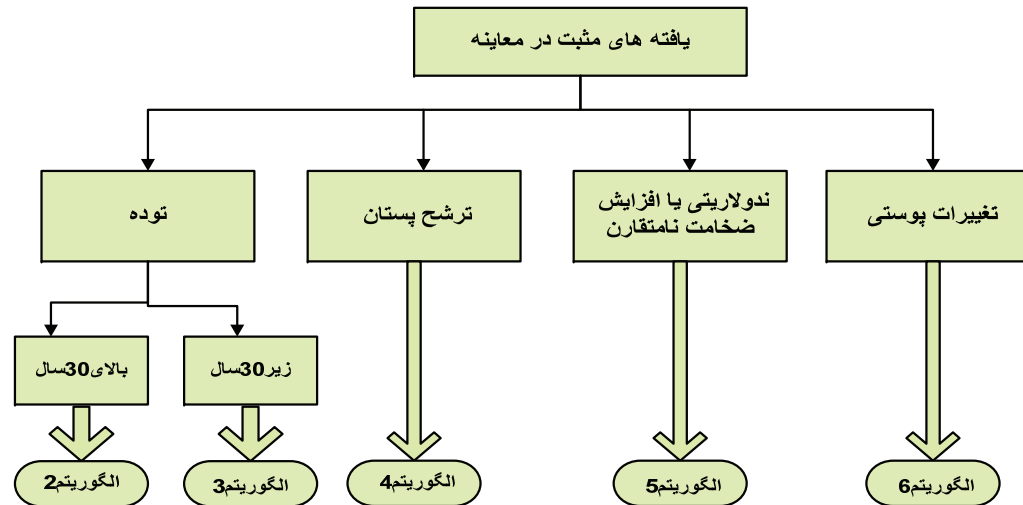 یافته های مثبت در معاینه
تغییرات پوستی
ندولاریتی یا افزایش
ضخامت نامتقارن
ترشح پستان
توده
زیر30سال
بالای30سال
الگوریتم6
الگوریتم5
الگوریتم4
الگوریتم3
الگوریتم2